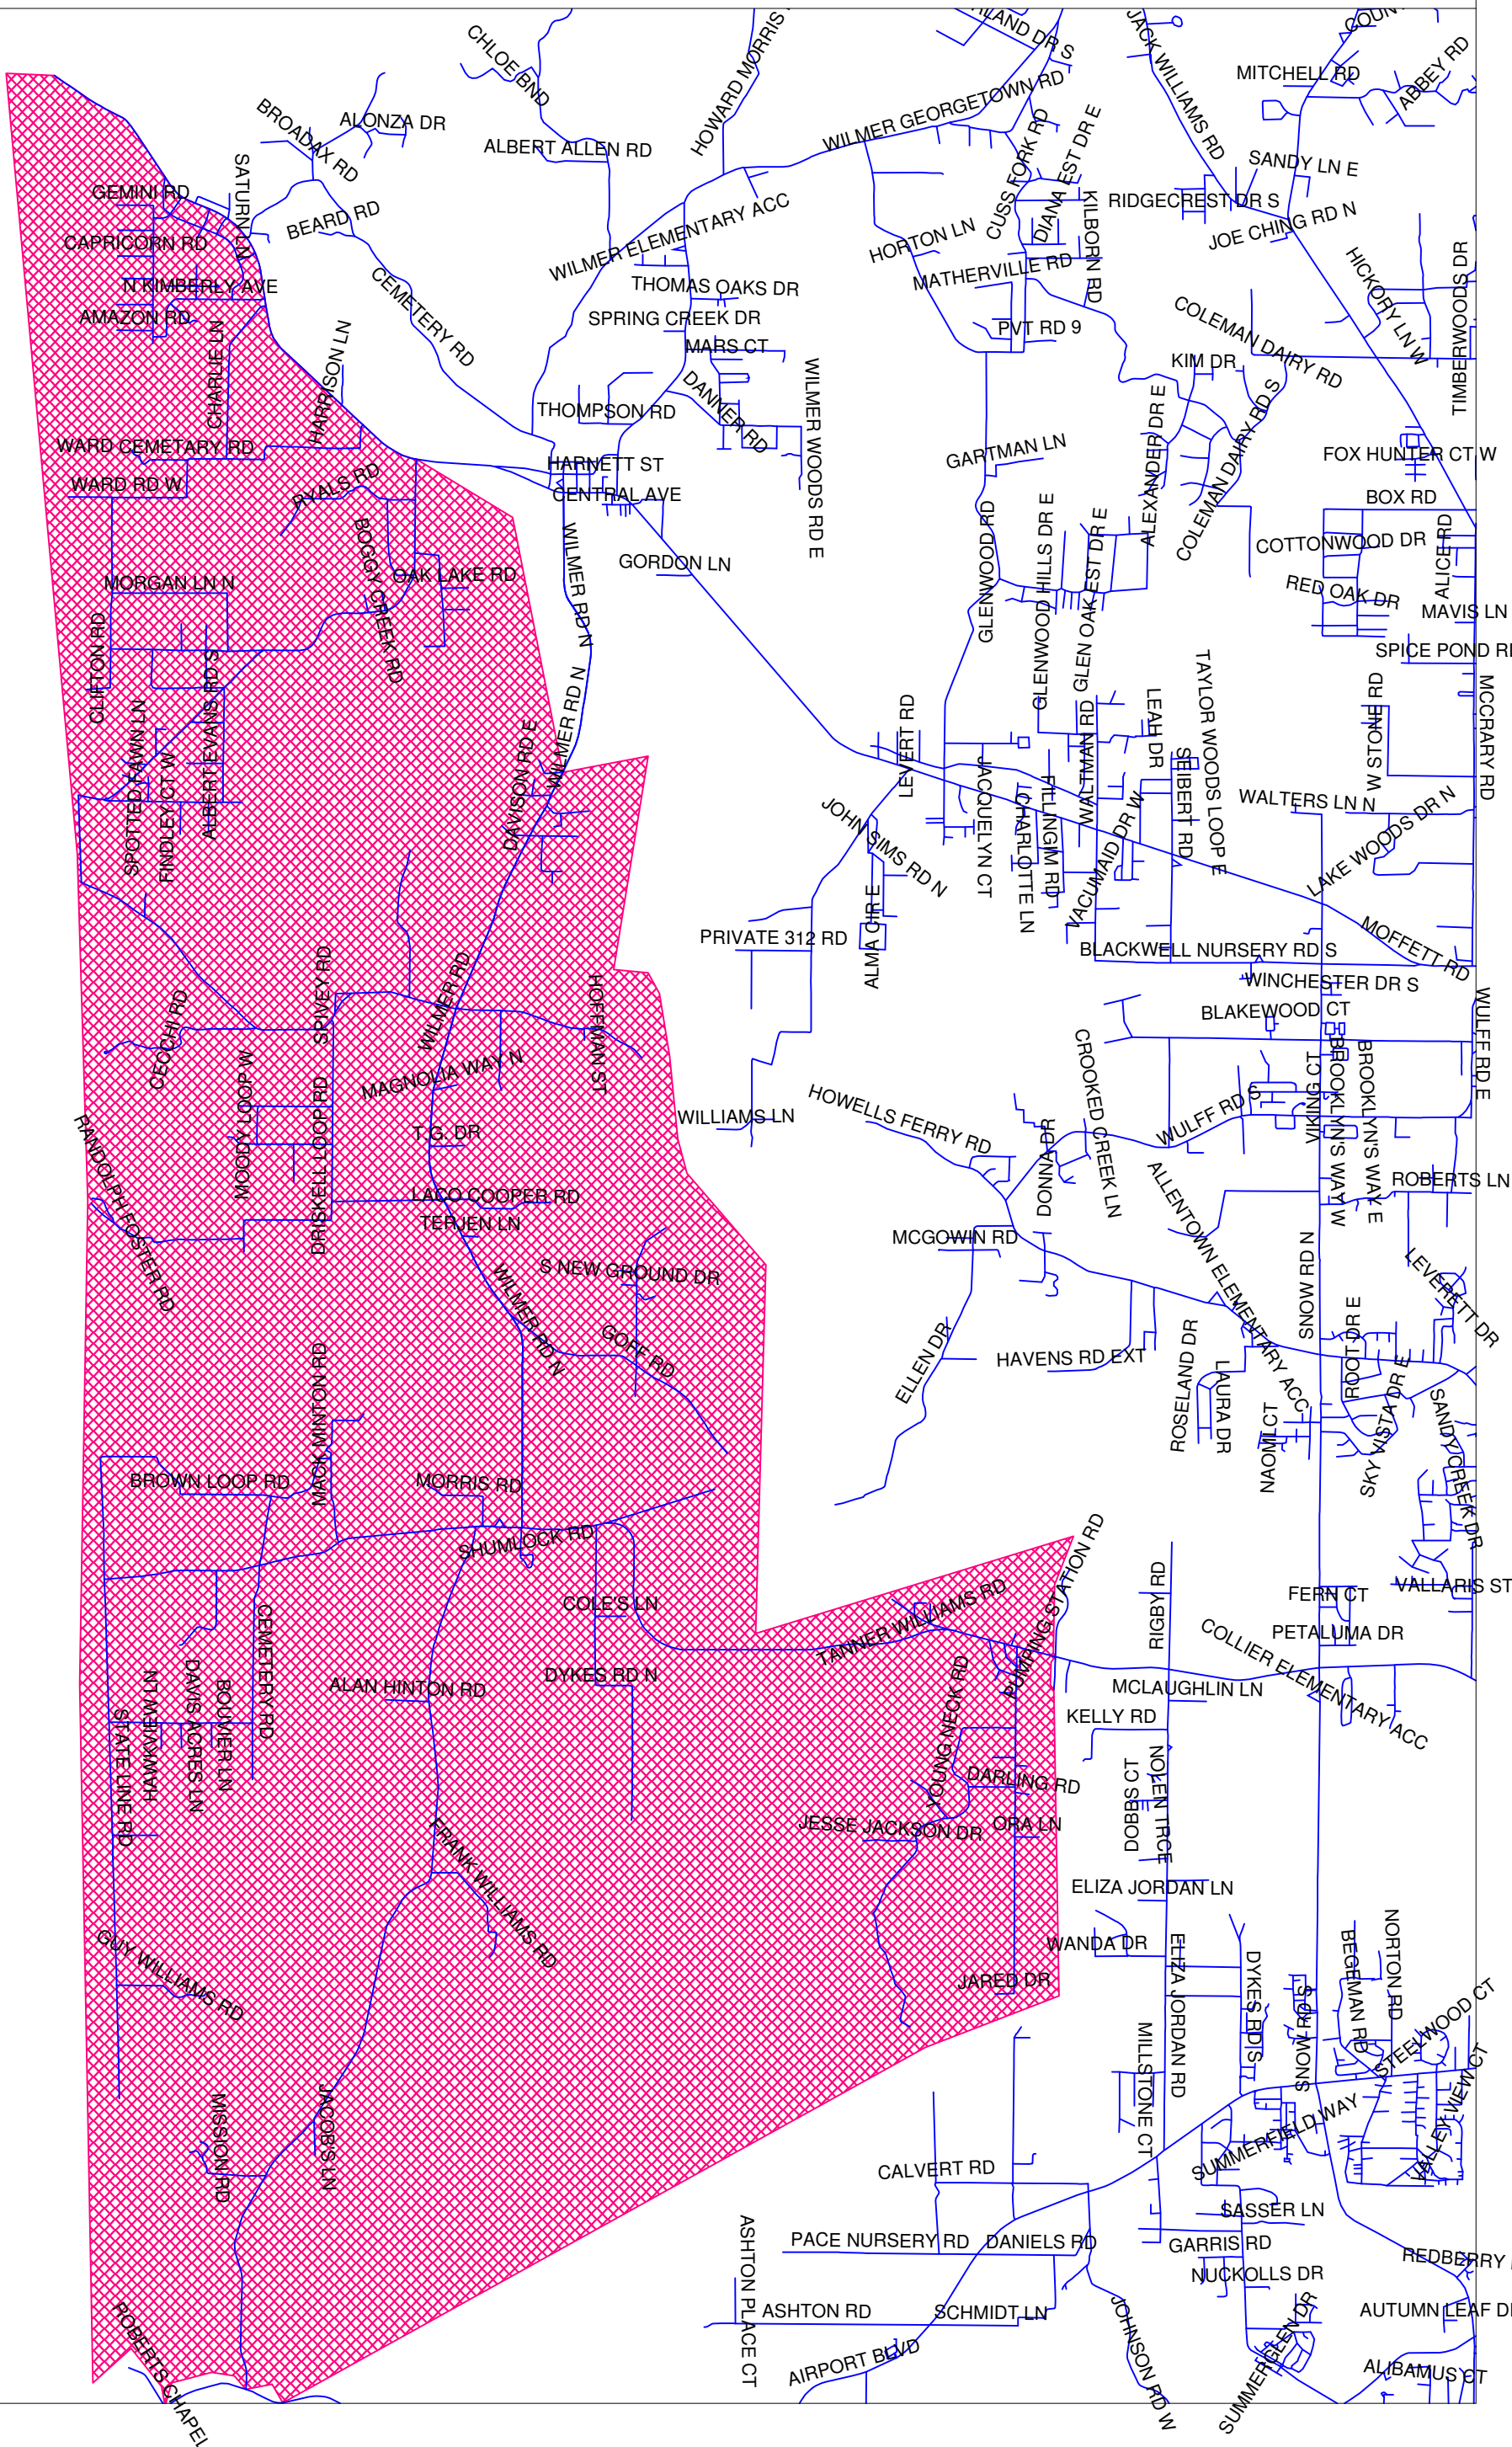 CHLOE BND
HOWARD MORRIS
JACK WILLIAMS RD
MITCHELL RD
ABBEY RD
BROADAX RD
ALONZA DR
ALBERT ALLEN RD
WILMER GEORGETOWN RD
CUSS FORK RD
DIANA EST DR E
SANDY LN E
GEMINI RD
SATURN LN
BEARD RD
WILMER ELEMENTARY ACC
HORTON LN
KILBORN RD
RIDGECREST DR S
JOE CHING RD N
CAPRICORN RD
N KIMBERLY AVE
CEMETERY RD
THOMAS OAKS DR
MATHERVILLE RD
HICKORY LN W
TIMBERWOODS DR
AMAZON RD
CHARLIE LN
HARRISON LN
SPRING CREEK DR
MARS CT
PVT RD 9
COLEMAN DAIRY RD
KIM DR
WARD CEMETARY RD
THOMPSON RD
DANNER RD
WILMER WOODS RD E
GARTMAN LN
ALEXANDER DR E
COLEMAN DAIRY RD S
FOX HUNTER CT W
WARD RD W
RYALS RD
HARNETT ST
CENTRAL AVE
BOX RD
BOGGY CREEK RD
WILMER RD N
GORDON LN
GLENWOOD RD
GLENWOOD HILLS DR E
GLEN OAK EST DR E
COTTONWOOD DR
ALICE RD
MORGAN LN N
OAK LAKE RD
RED OAK DR
MAVIS LN
CLIFTON RD
SPICE POND RD
SPOTTED FAWN LN
FINDLEY CT W
ALBERT EVANS RD S
DAVISON RD E
WILMER RD N
LEVERT RD
JACQUELYN CT
WALTMAN RD
LEAH DR
SEIBERT RD
TAYLOR WOODS LOOP E
W STONE RD
MCCRARY RD
JOHN SIMS RD N
CHARLOTTE LN
FILLINGIM RD
VACUMAID DR W
WALTERS LN N
LAKE WOODS DR N
PRIVATE 312 RD
ALMA CIR E
BLACKWELL NURSERY RD S
MOFFETT RD
CECCHI RD
SPIVEY RD
WILMER RD
HOFFMAN ST
WINCHESTER DR S
BLAKEWOOD CT
WULFF RD E
MOODY LOOP W
DRISKELL LOOP RD
MAGNOLIA WAY N
WILLIAMS LN
HOWELLS FERRY RD
CROOKED CREEK LN
WULFF RD S
VIKING CT
BROOKLYN'S WAY W
BROOKLYN'S WAY E
RANDOLPH FOSTER RD
T.G. DR
LACO COOPER RD
TERJEN LN
DONNA DR
ROBERTS LN
MCGOWIN RD
ALLENTOWN ELEMENTARY ACC
SNOW RD N
LEVERETT DR
S NEW GROUND DR
WILMER RD N
GOFF RD
ELLEN DR
HAVENS RD EXT
ROSELAND DR
LAURA DR
NAOMI CT
ROOT DR E
SKY VISTA DR E
SANDY CREEK DR
MACK MINTON RD
BROWN LOOP RD
MORRIS RD
SHUMLOCK RD
PUMPING STATION RD
RIGBY RD
VALLARIS ST
CEMETERY RD
COLE'S LN
TANNER WILLIAMS RD
FERN CT
PETALUMA DR
COLLIER ELEMENTARY ACC
STATE LINE RD
HAWKVIEW LN
DAVIS ACRES LN
BOUVIER LN
ALAN HINTON RD
DYKES RD N
YOUNG NECK RD
MCLAUGHLIN LN
KELLY RD
DARLING RD
DOBBS CT
NOLEN TRCE
JESSE JACKSON DR
ORA LN
FRANK WILLIAMS RD
ELIZA JORDAN LN
GUY WILLIAMS RD
WANDA DR
JARED DR
ELIZA JORDAN RD
DYKES RD S
SNOW RD S
BEGEMAN RD
NORTON RD
STEELWOOD CT
MISSION RD
JACOB'S LN
MILLSTONE CT
SUMMERFIELD WAY
VALLEY VIEW CT
CALVERT RD
SASSER LN
ASHTON PLACE CT
PACE NURSERY RD
DANIELS RD
GARRIS RD
REDBERRY
NUCKOLLS DR
ROBERTS CHAPEL
ASHTON RD
SCHMIDT LN
AIRPORT BLVD
JOHNSON RD W
SUMMERGLEN DR
AUTUMN LEAF DR
ALIBAMUS CT